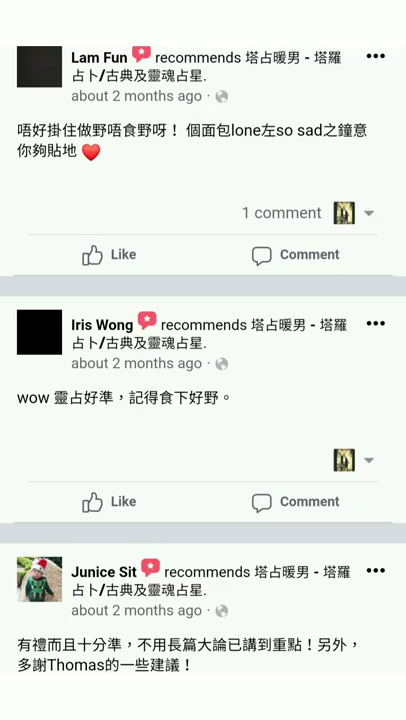 Lam Fun recommends 塔占暖男 - 塔羅
占卜/古典及靈魂占星.
about 2 months ago ·
唔好掛住做野唔食野呀！ 個面包lone左so sad之鐘意
你夠貼地 ❤️
1 comment
Like Comment
Iris Wong recommends 塔占暖男 - 塔羅
占卜/古典及靈魂占星.
about 2 months ago ·
wow 靈占好準，記得食下好野。
Like Comment
Junice Sit recommends 塔占暖男 - 塔羅
占卜/古典及靈魂占星.
about 2 months ago ·
有禮而且十分準，不用長篇大論已講到重點！另外，
多謝Thomas的一些建議！